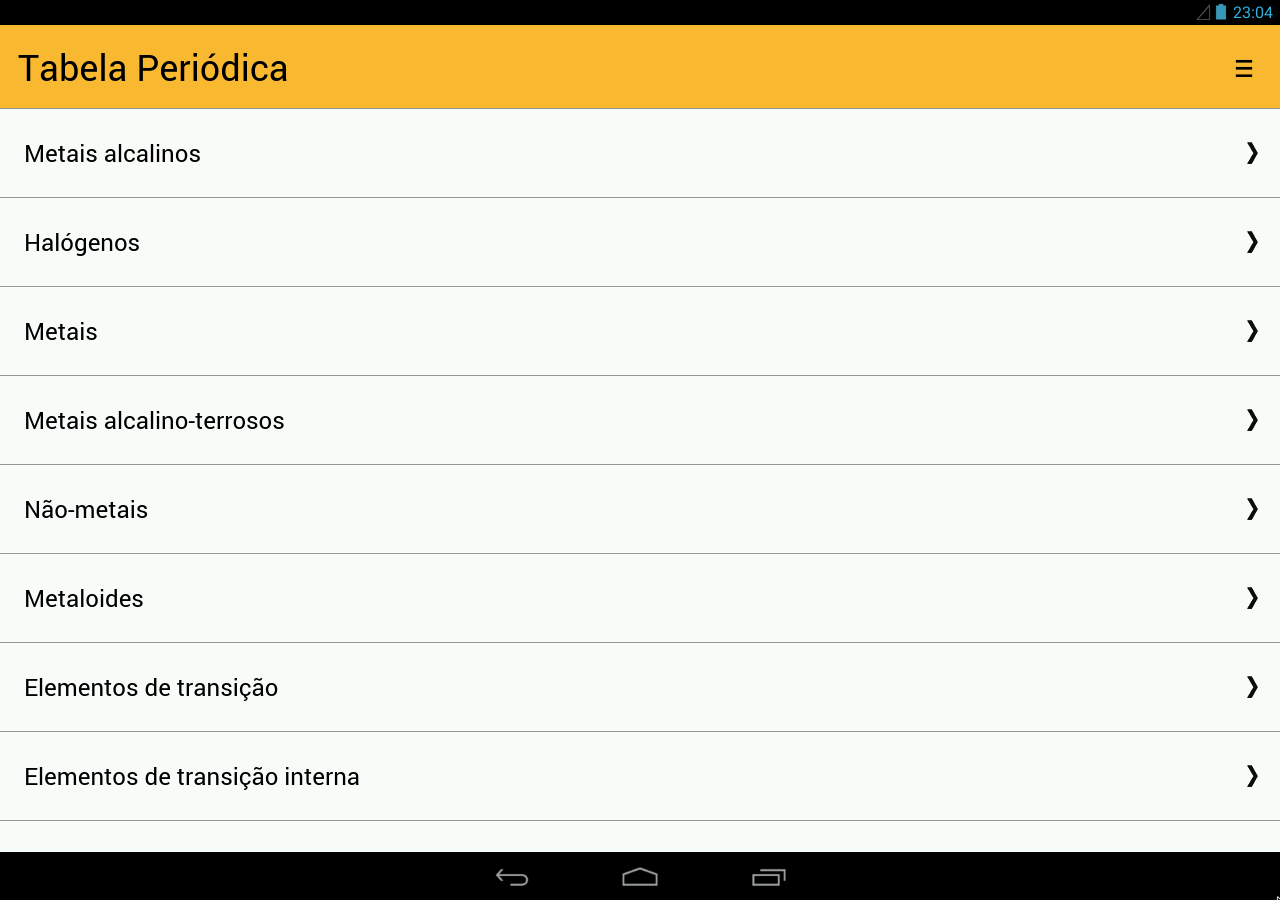 23:04
Tabela Periódica
Metais alcalinos
Halógenos
Metais
Metais alcalino-terrosos
Não-metais
Metaloides
Elementos de transição
Elementos de transição interna